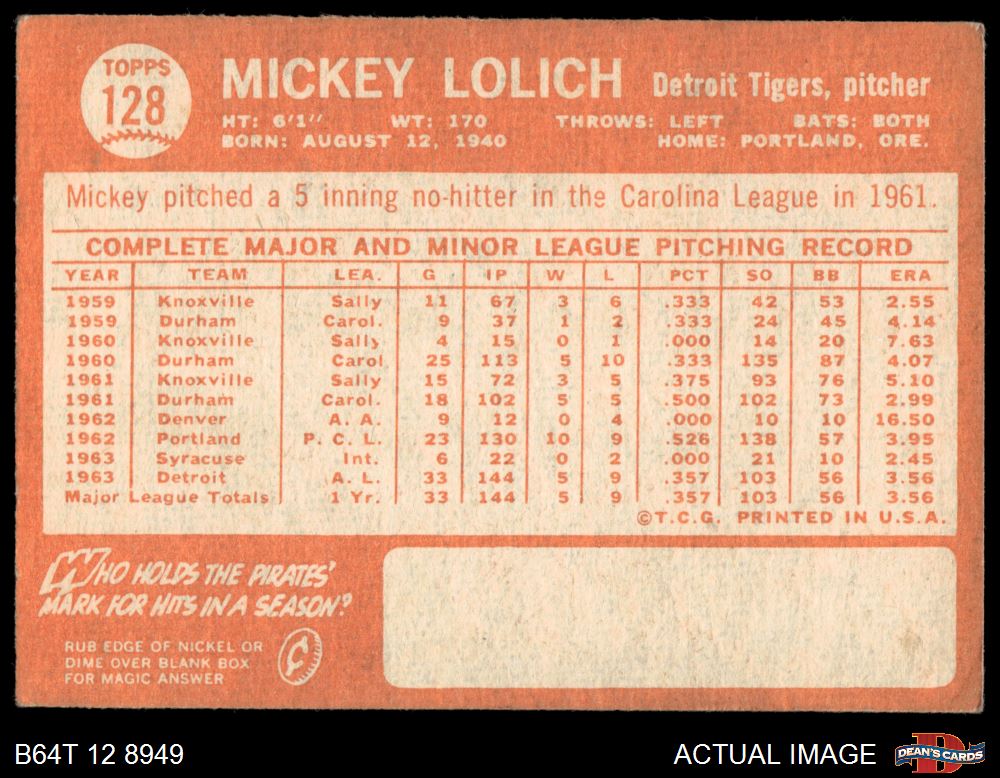 TOPPS
128
MICKEY LOLICH Detroit Tigers, pitcher
HT: 6'1" WT: 170 THROWS: LEFT BATS: BOTH
BORN: AUGUST 12, 1940 HOME: PORTLAND, ORE.
Mickey pitched a 5 inning no-hitter in the Carolina League in 1961.
COMPLETE MAJOR AND MINOR LEAGUE PITCHING RECORD
YEAR TEAM LEA. G IP W L PCT SO BB ERA
1959 Knoxville Sally 11 67 3 6 .333 42 53 2.55
1959 Durham Carol. 9 37 1 2 .333 24 45 4.14
1960 Knoxville Sally 4 15 0 1 .000 14 20 7.63
1960 Durham Carol 25 113 5 10 .333 135 87 4.07
1961 Knoxville Sally 15 72 3 5 .375 93 76 5.10
1961 Durham Carol. 18 102 5 5 .500 102 73 2.99
1962 Denver A. A. 9 12 0 4 .000 10 10 16.50
1962 Portland P. C. L. 23 130 10 9 .526 138 57 3.95
1963 Syracuse Int. 6 22 0 2 .000 21 10 2.45
1963 Detroit A. L. 33 144 5 9 .357 103 56 3.56
Major League Totals 1 Yr. 33 144 5 9 .357 103 56 3.56
©T.C.G. PRINTED IN U.S.A.
WHO HOLDS THE PIRATES'
MARK FOR HITS IN A SEASON?
RUB EDGE OF NICKEL OR
DIME OVER BLANK BOX
FOR MAGIC ANSWER
¢
B64T 12 8949
ACTUAL IMAGE
DEAN'S CARDS